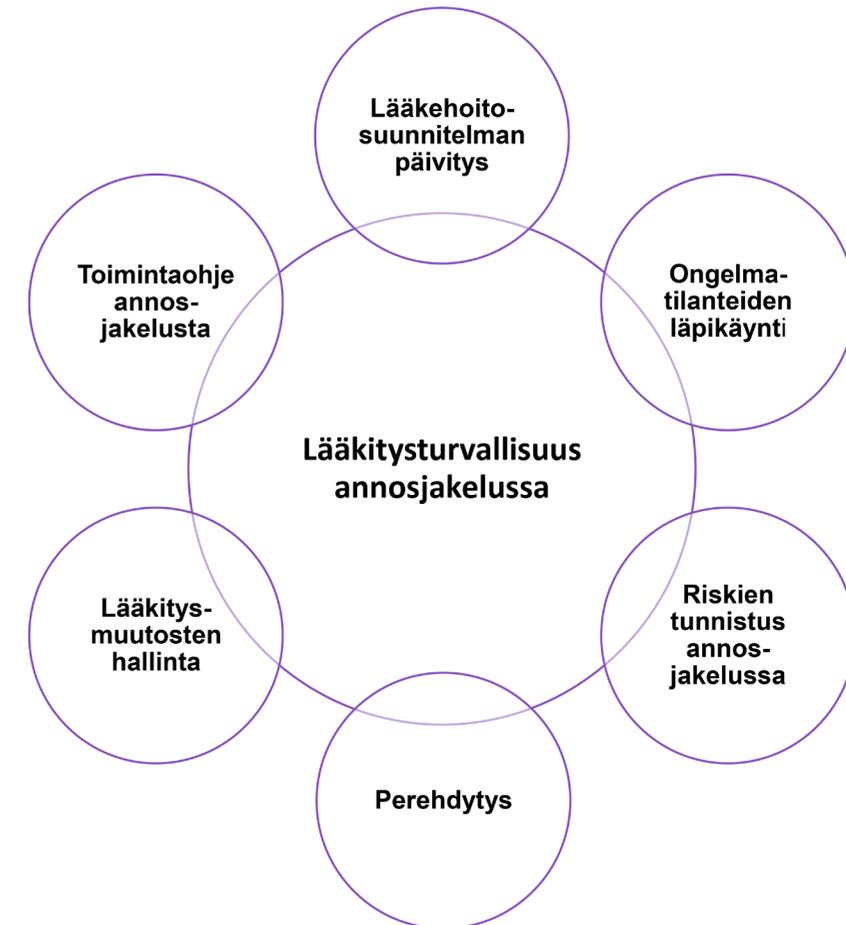 Lääkehoito-
suunnitelman
päivitys
Toimintaohje
annos-
jakelusta
Ongelma-
tilanteiden
läpikäynti
Lääkitysturvallisuus
annosjakelussa
Lääkitys-
muutosten
hallinta
Riskien
tunnistus
annos-
jakelussa
Perehdytys